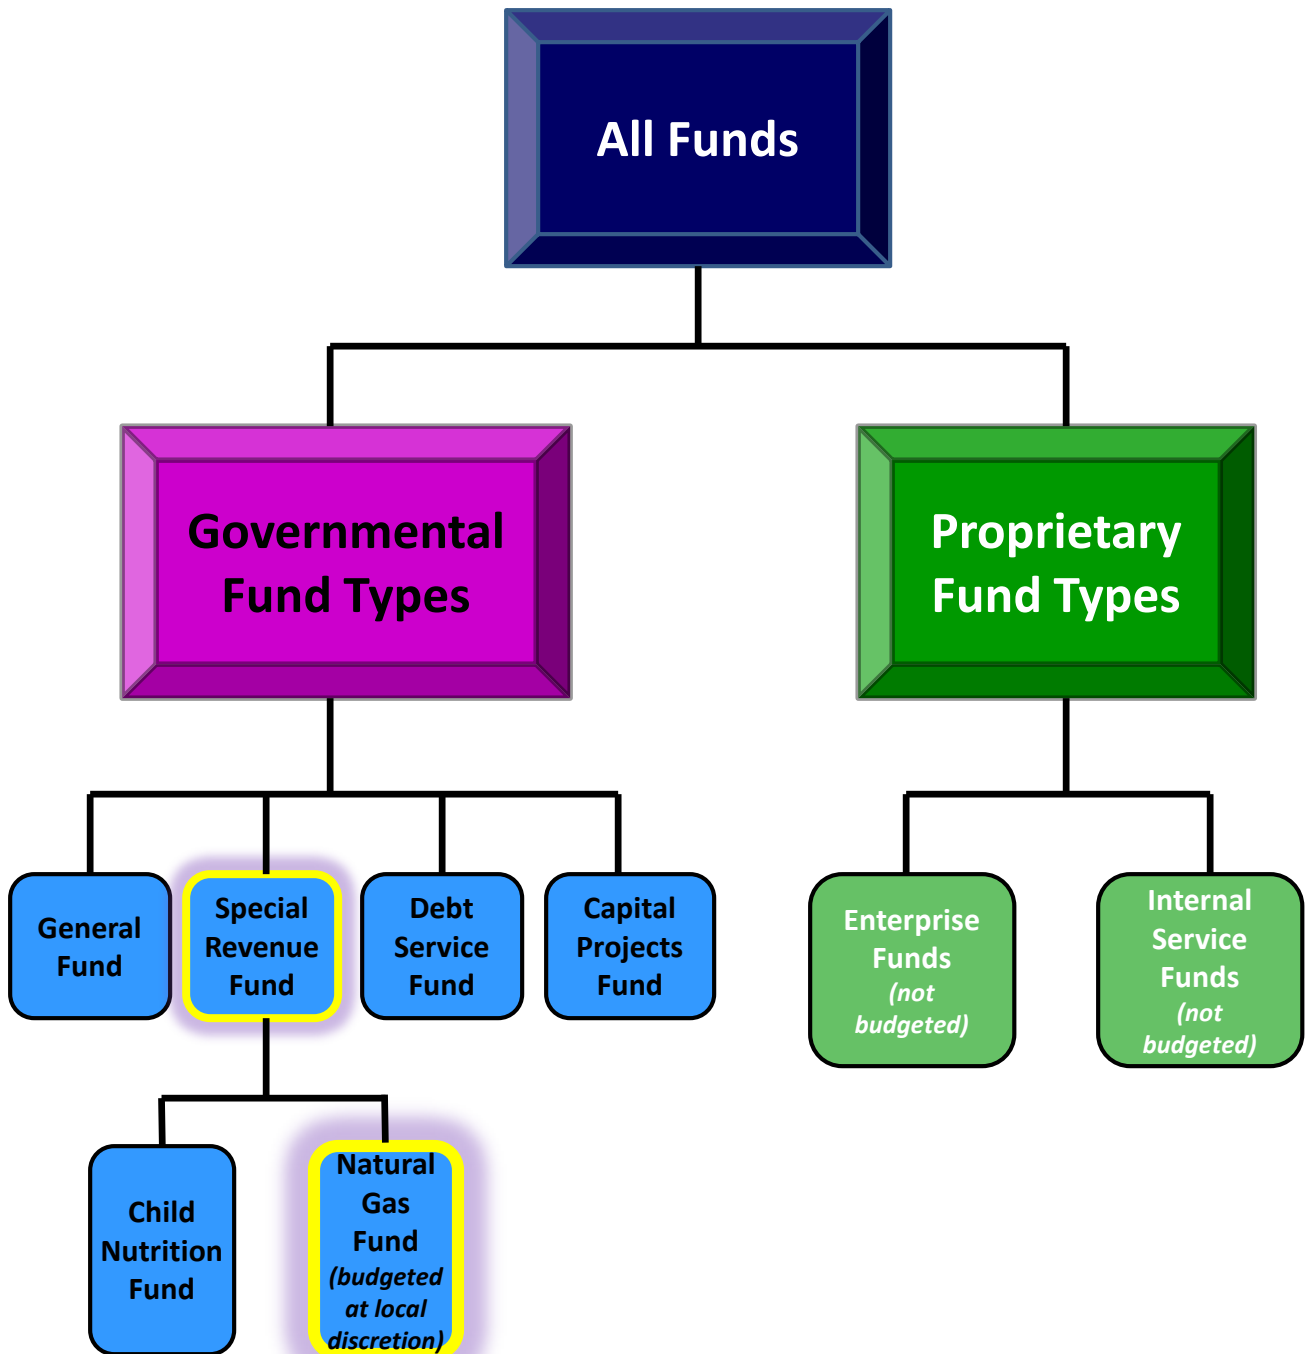 All Funds
Governmental
Fund Types
Proprietary
Fund Types
General
Fund
Special
Revenue
Fund
Debt
Service
Fund
Capital
Projects
Fund
Enterprise
Funds
(not
budgeted)
Internal
Service
Funds
(not
budgeted)
Child
Nutrition
Fund
Natural
Gas
Fund
(budgeted
at local
discretion)